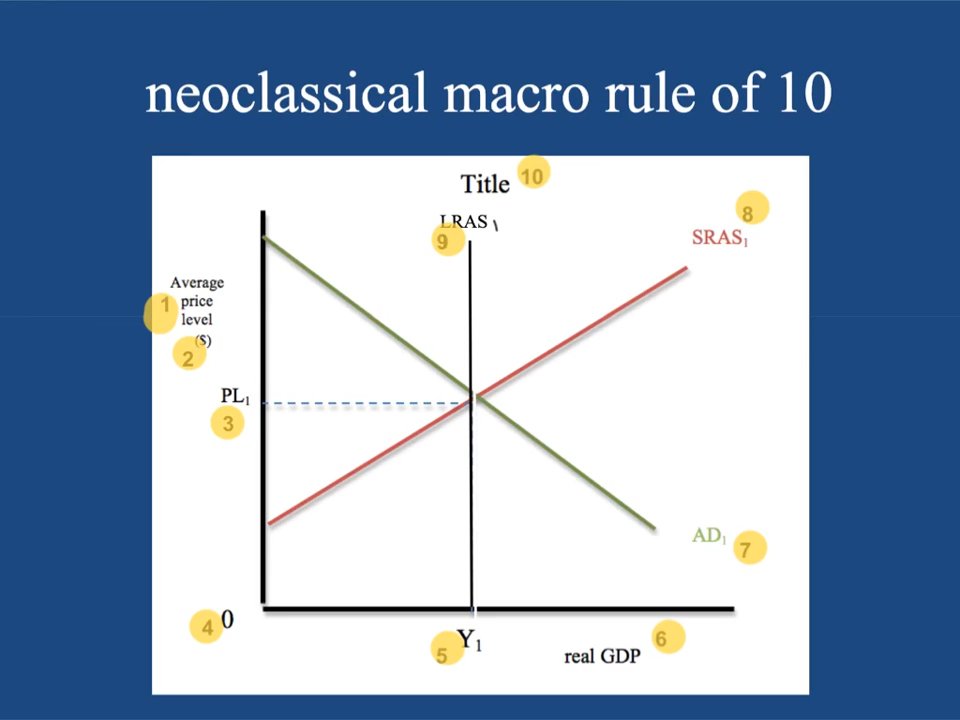 neoclassical macro rule of 10
Title 10
LRAS \
9
8
SRAS1
Average
1 price
level
($)
2
PL1
3
AD1
7
0
4
Y1
5
6
real GDP